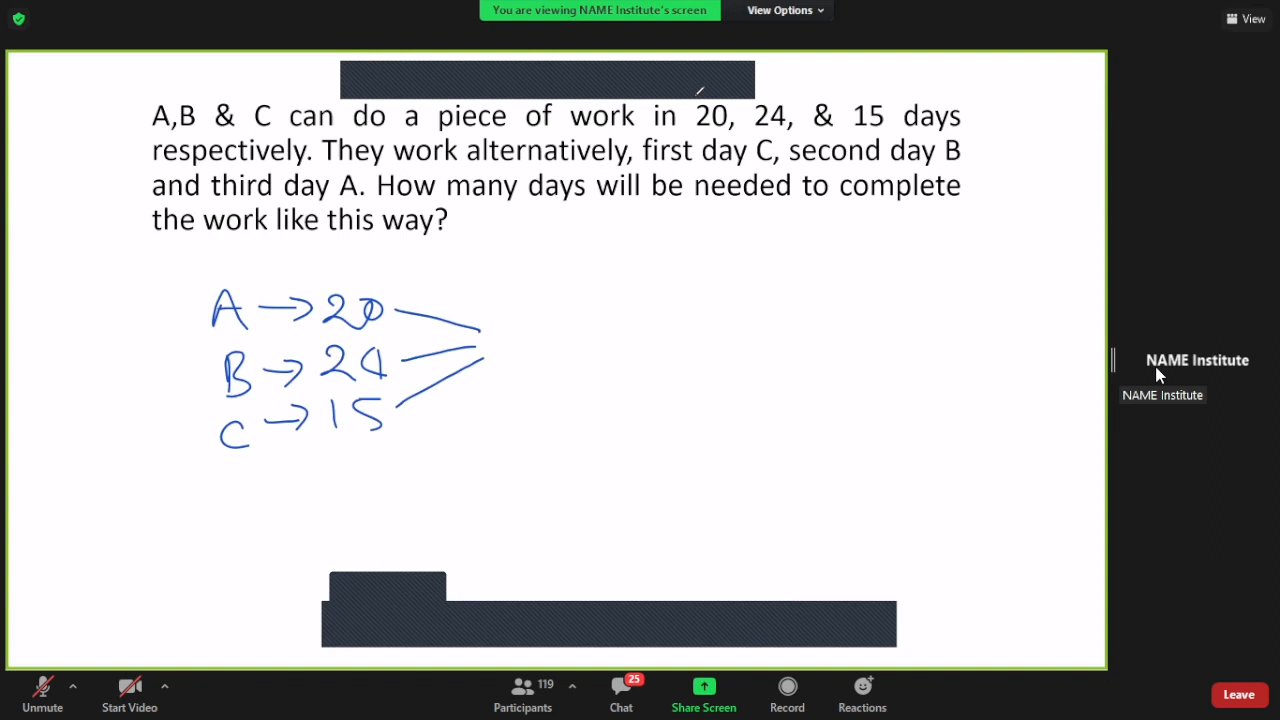 You are viewing NAME Institute's screen
View Options
View
A,B & C can do a piece of work in 20, 24, & 15 days
respectively. They work alternatively, first day C, second day B
and third day A. How many days will be needed to complete
the work like this way?
A → 20
B → 24
C → 15
NAME Institute
NAME Institute
Unmute
Start Video
119
Participants
25
Chat
Share Screen
Record
Reactions
Leave